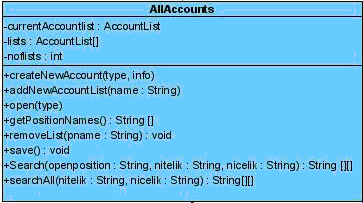 AllAccounts
-currentAccountlist : AccountList
-lists : AccountList[]
-noflists : int
+createNewAccount(type, info)
+addNewAccountList(name : String)
+open(type)
+getPositionNames() : String []
+removeList(pname : String) : void
+save() : void
+Search(openposition : String, nitelik : String, nicelik : String) : String [][]
+searchAll(nitelik : String, nicelik : String) : String[][]